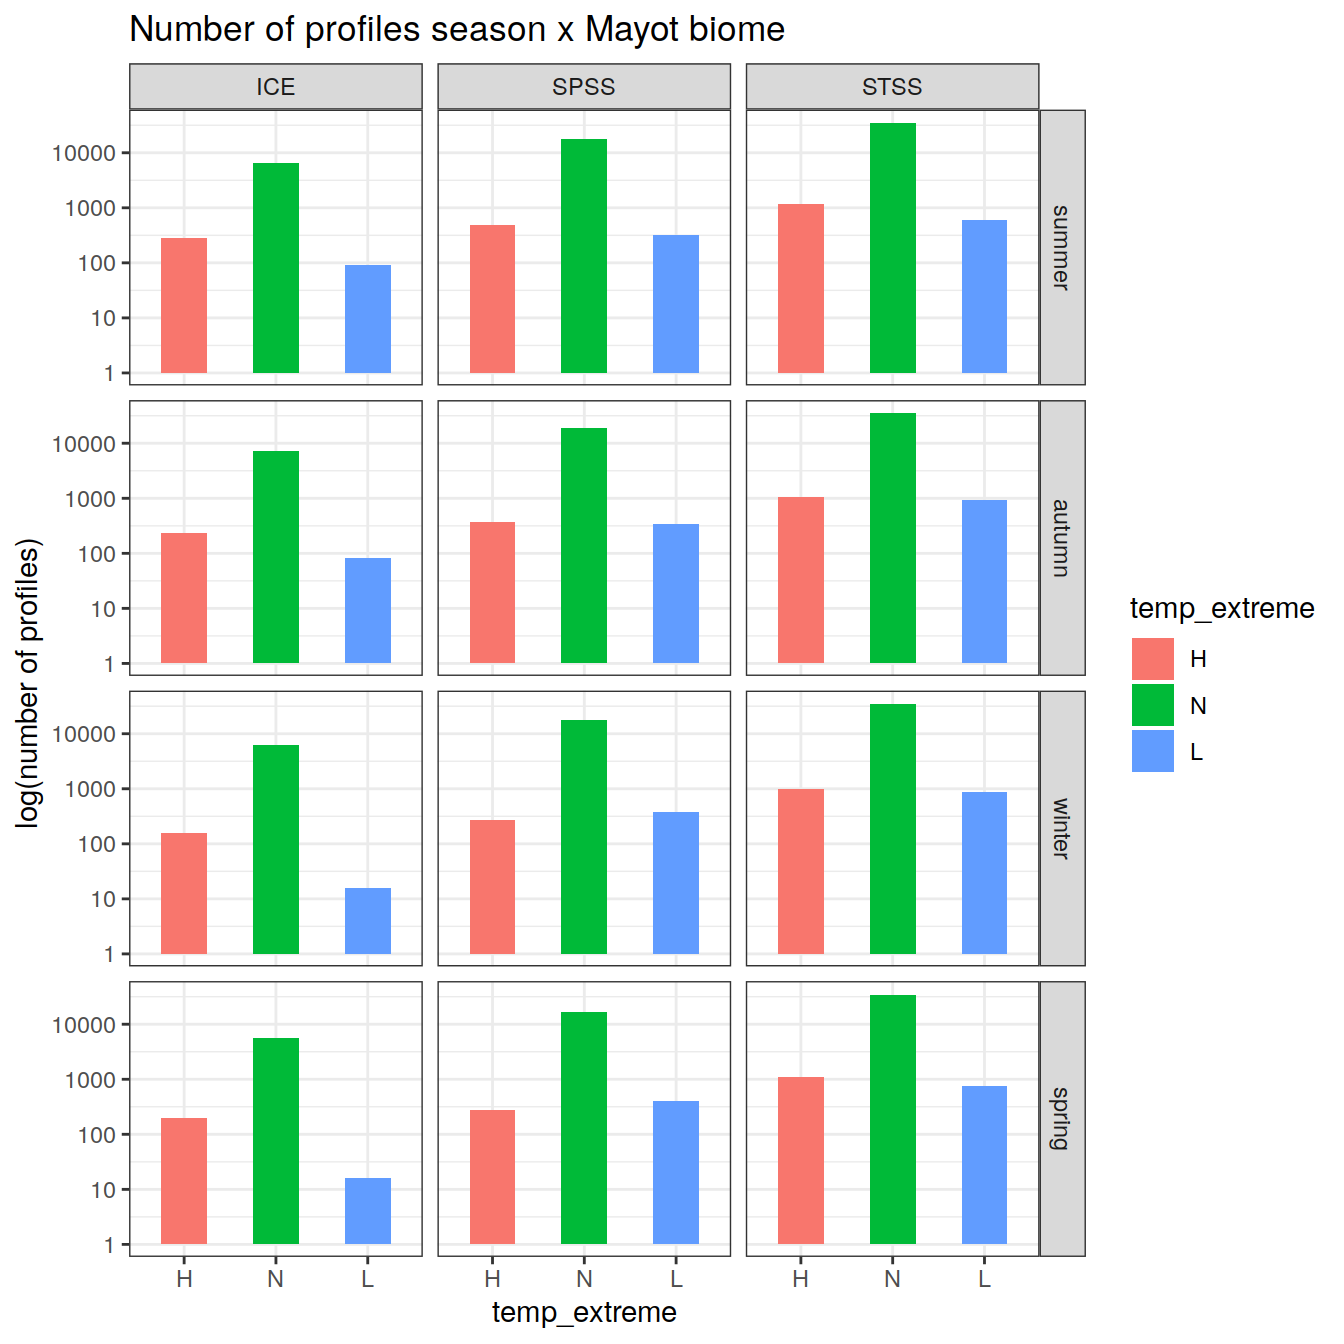 Number of profiles season x Mayot biome
ICE SPSS STSS
10000
1000
100
10
1
summer
10000
1000
100
10
1
autumn
10000
1000
100
10
1
winter
10000
1000
100
10
1
spring
H N L H N L H N L
temp_extreme
log(number of profiles)
temp_extreme
H
N
L